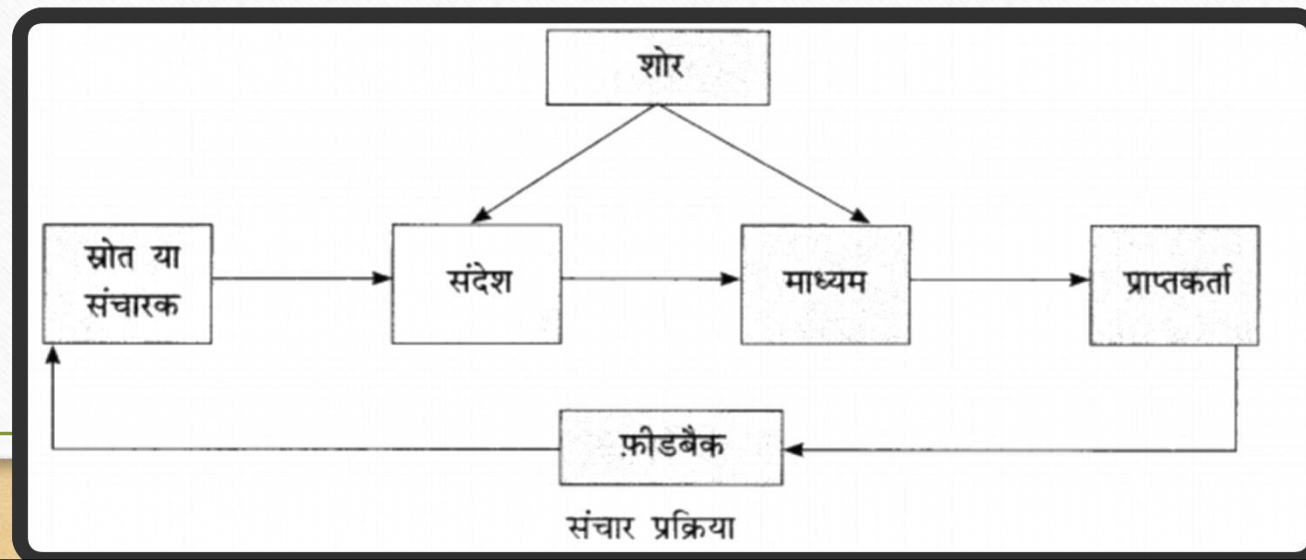 शोर
स्रोत या
संचारक
संदेश
माध्यम
प्राप्तकर्ता
फ़ीडबैक
संचार प्रक्रिया